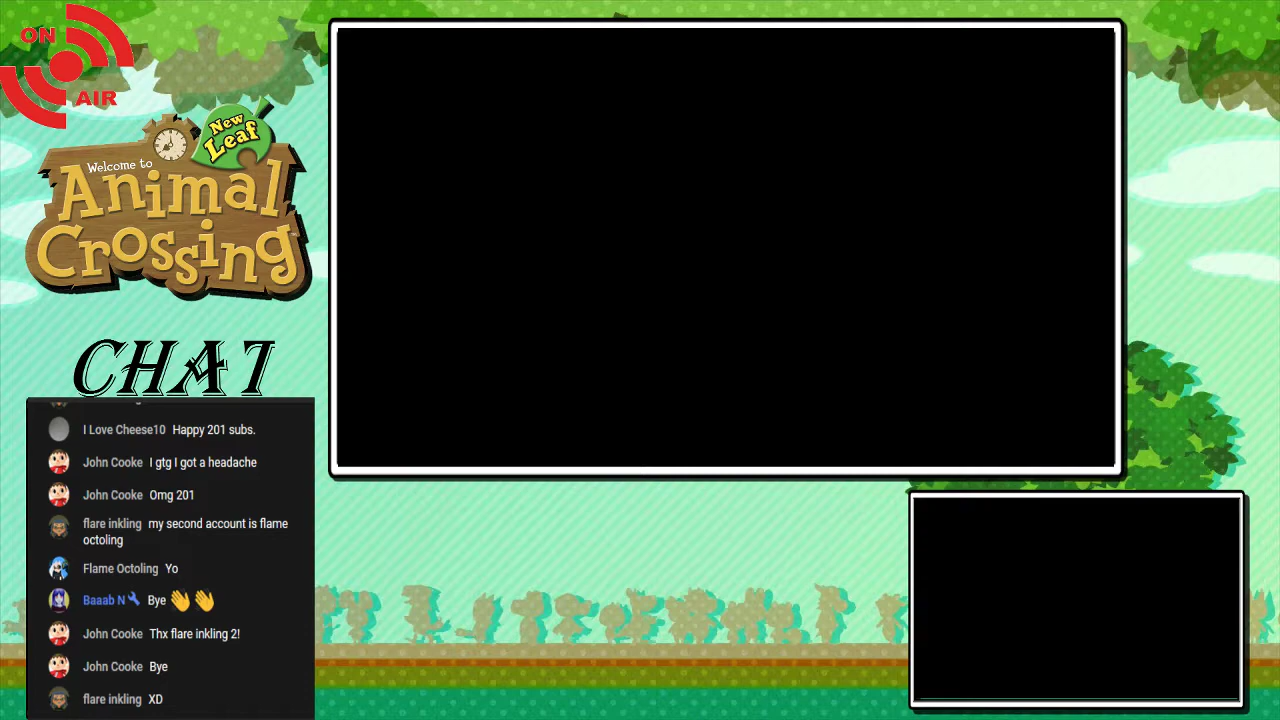 ON
AIR
New
Leaf
Welcome to
Animal
Crossing
CHAT
I Love Cheese10 Happy 201 subs.
John Cooke I gtg I got a headache
John Cooke Omg 201
flare inkling my second account is flame
octoling
Flame Octoling Yo
Baaab N Bye 👋 👋
John Cooke Thx flare inkling 2!
John Cooke Bye
flare inkling XD